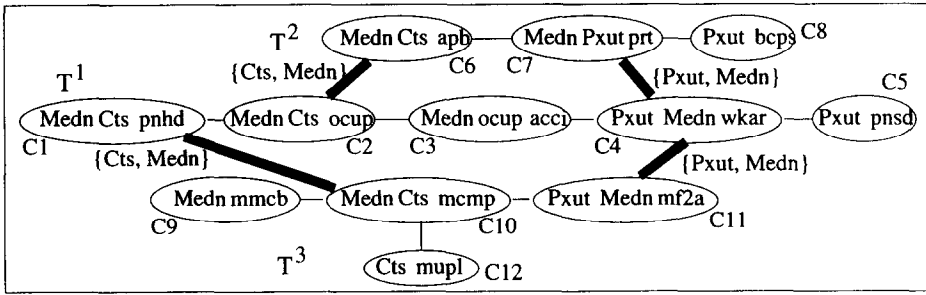 T2
Medn Cts aph
Medn Pxut prt
Pxut bcps
C8
C6
C7
{Cts, Medn}
{Pxut, Medn}
T1
C5
Medn Cts pnhd
Medn Cts ocup
Medn ocup acci
Pxut Medn wkar
Pxut pnsd
C1
C2
C3
C4
{Cts, Medn}
{Pxut, Medn}
Medn mmcb
Medn Cts mcmp
Pxut Medn mf2a
C9
C10
C11
T3
Cts mupl
C12